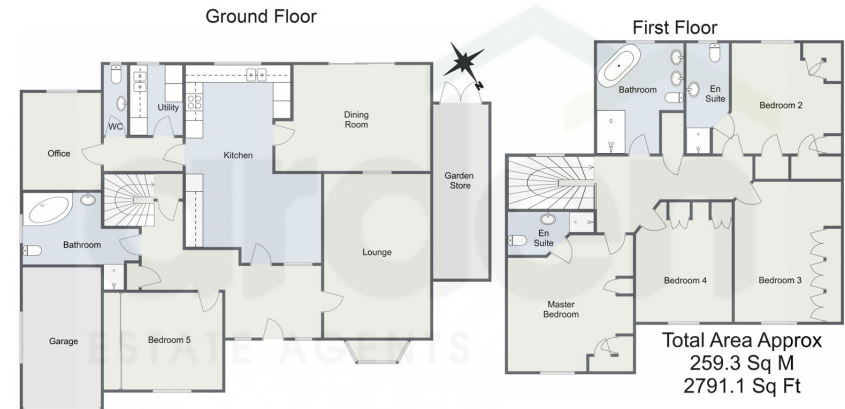 Ground Floor
First Floor
WC
Utility
Dining
Room
Kitchen
Office
Garden
Store
Bathroom
Lounge
Garage
Bedroom 5
Bathroom
En
Suite
Bedroom 2
En
Suite
Bedroom 4
Bedroom 3
Master
Bedroom
N
arden
ESTATE AGENTS
Total Area Approx
259.3 Sq M
2791.1 Sq Ft